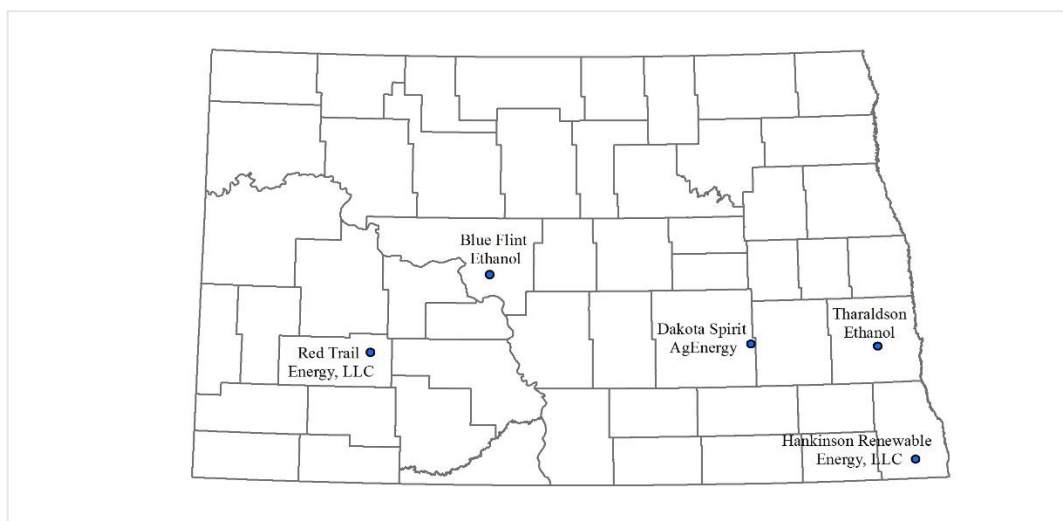 Blue Flint
Ethanol
Tharaldson
Ethanol
Dakota Spirit
AgEnergy
Red Trail
Energy, LLC
Hankinson Renewable
Energy, LLC